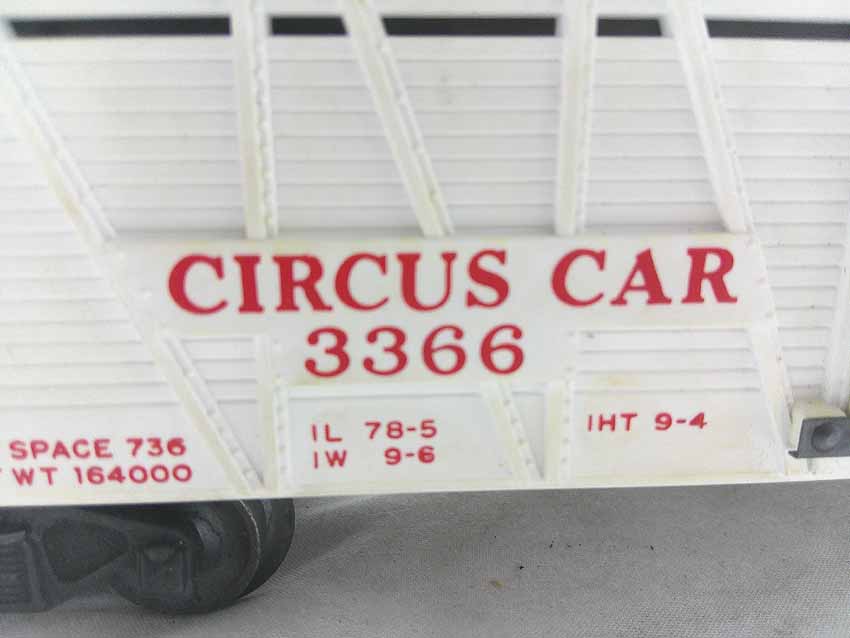 CIRCUS CAR
3366
SPACE 736
WT 164000
IL 78-5
IW 9-6
IHT 9-4